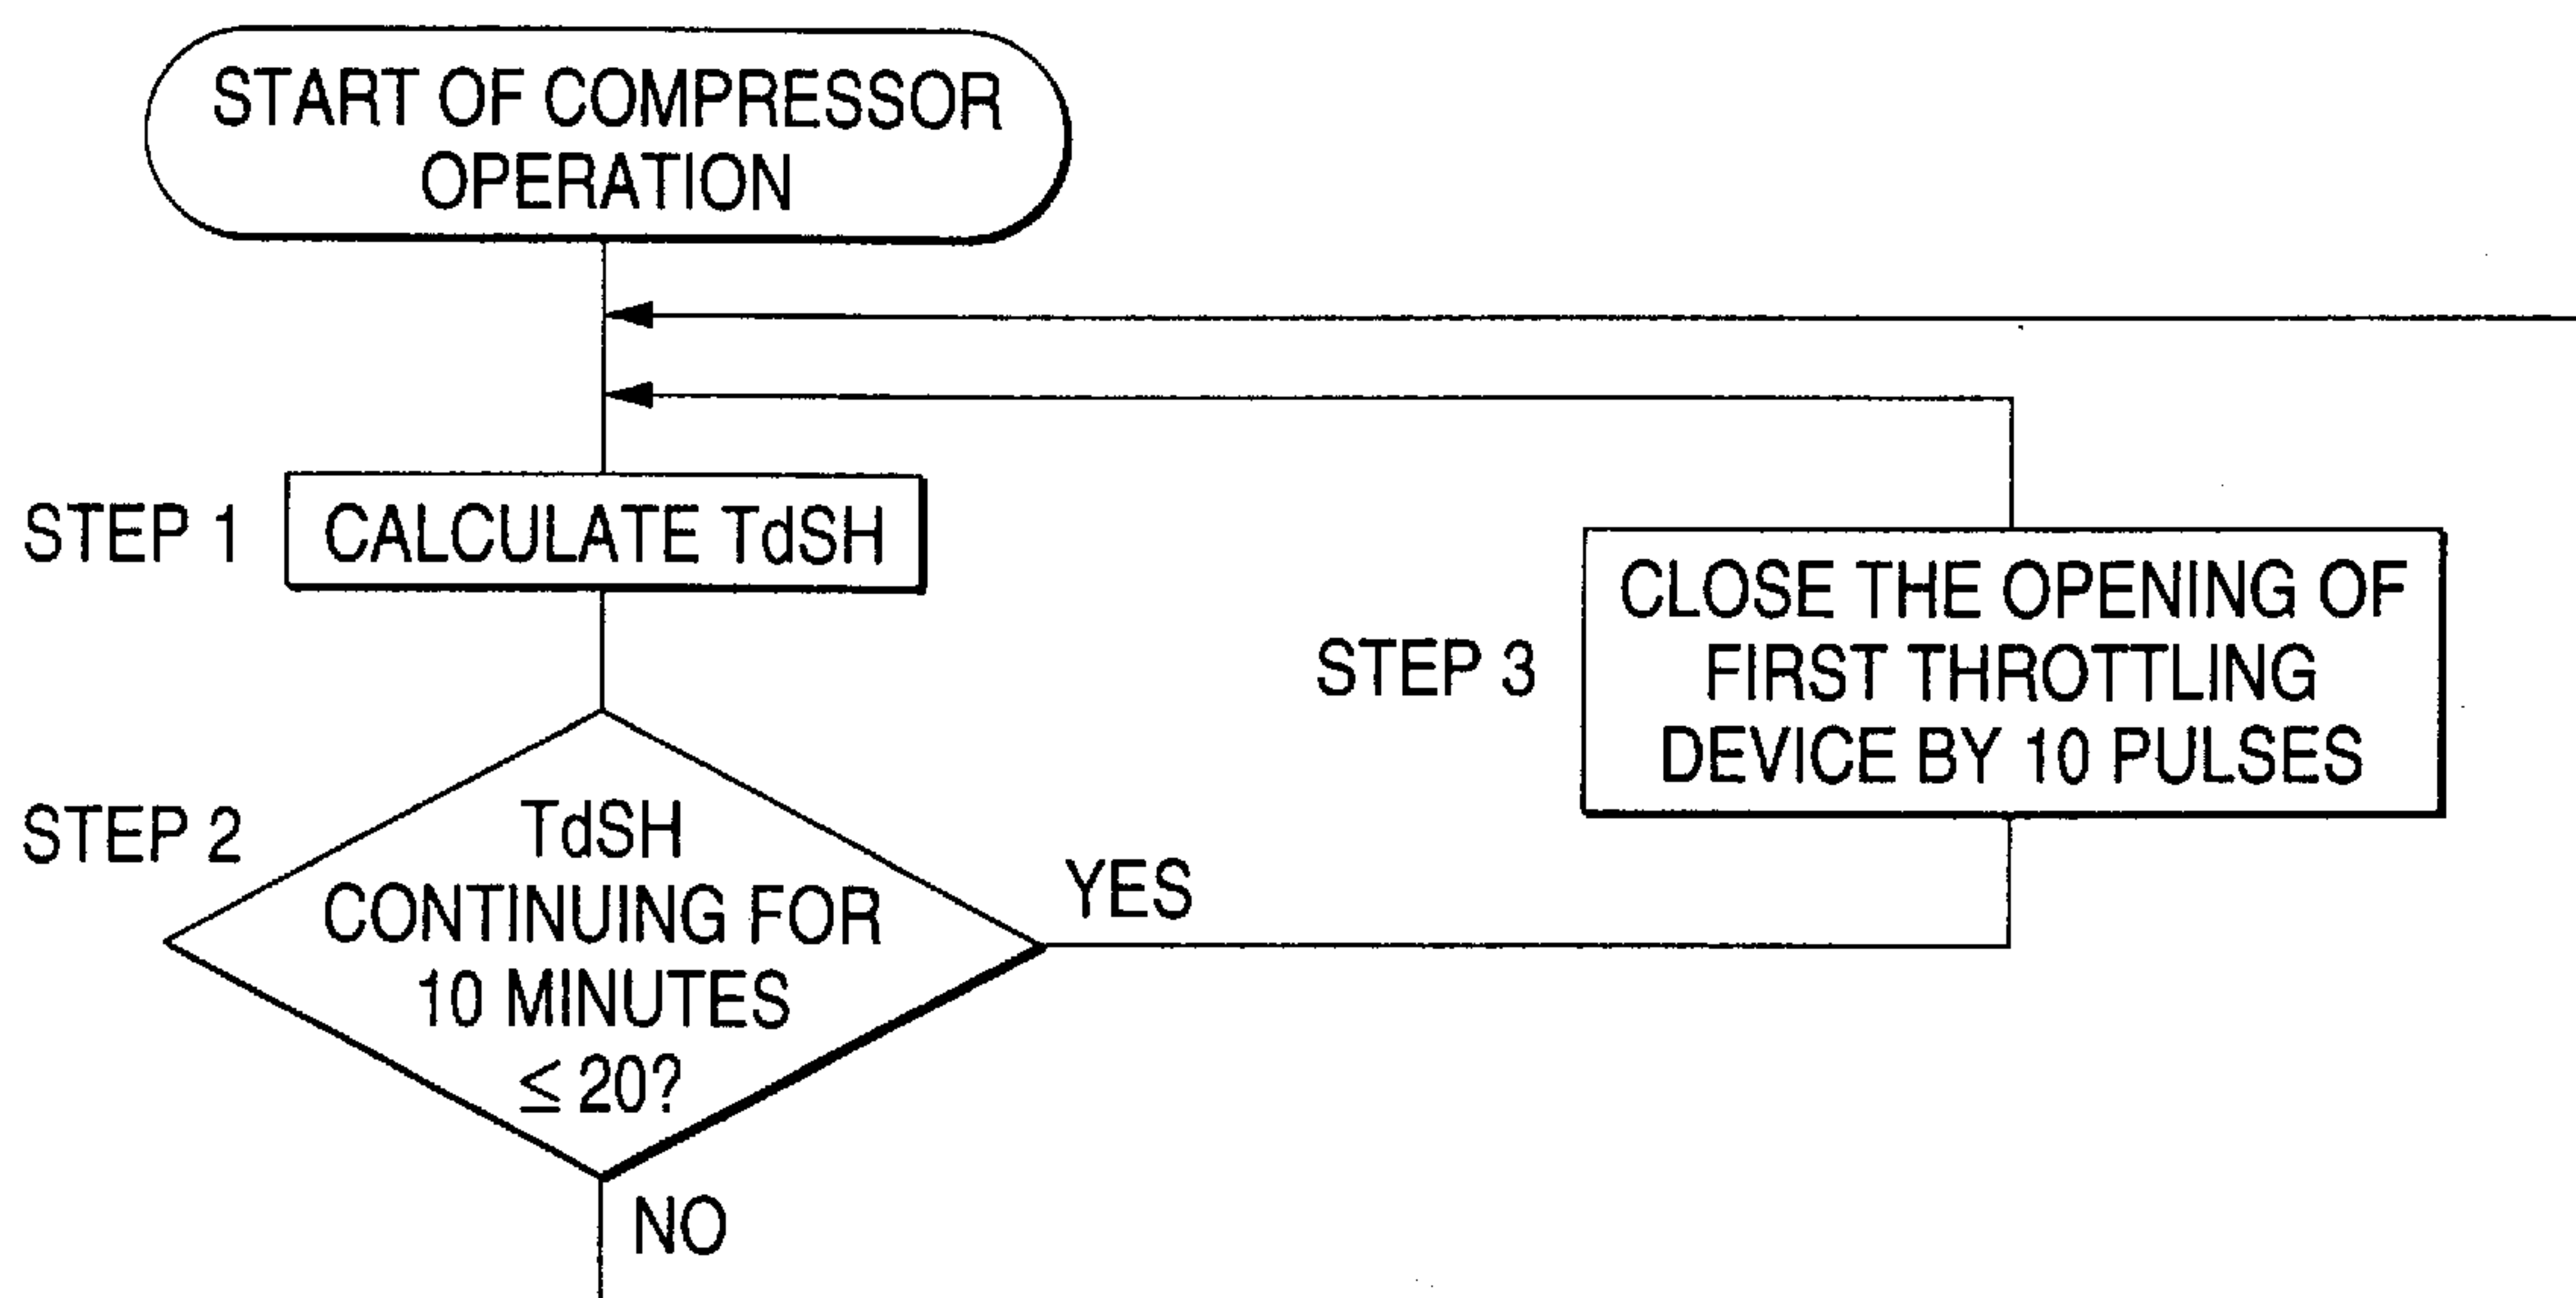 START OF COMPRESSOR
OPERATION
STEP 1
CALCULATE TdSH
STEP 2
TdSH
CONTINUING FOR
10 MINUTES
≤ 20?
YES
NO
STEP 3
CLOSE THE OPENING OF
FIRST THROTTLING
DEVICE BY 10 PULSES